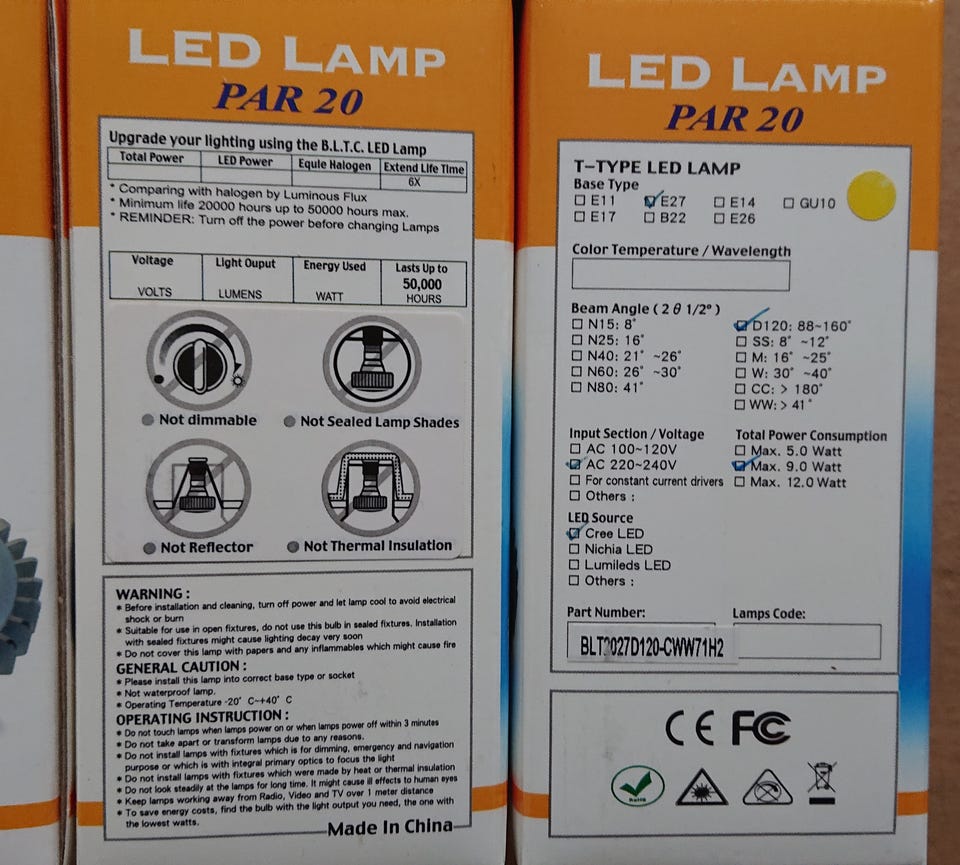 LED LAMP
PAR 20
Upgrade your lighting using the B.L.T.C. LED Lamp
Total Power LED Power Equle Halogen Extend Life Time
6X
* Comparing with halogen by Luminous Flux
* Minimum life 20000 hours up to 50000 hours max.
* REMINDER: Turn off the power before changing Lamps
Voltage Light Ouput Energy Used Lasts Up to
50,000
VOLTS LUMENS WATT HOURS
Not dimmable Not Sealed Lamp Shades
Not Reflector Not Thermal Insulation
WARNING:
* Before installation and cleaning, turn off power and let lamp cool to avoid electrical
shock or burn
* Suitable for use in open fixtures, do not use this bulb in sealed fixtures. Installation
with sealed fixtures might cause lighting decay very soon
* Do not cover this lamp with papers and any inflammables which might cause fire
GENERAL CAUTION :
* Please install this lamp into correct base type or socket
* Not waterproof lamp.
* Operating Temperature -20° C~+40° C
OPERATING INSTRUCTION :
* Do not touch lamps when lamps power on or when lamps power off within 3 minutes
* Do not take apart or transform lamps due to any reasons.
* Do not install lamps with fixtures which is for dimming, emergency and navigation
purpose or which is with integral primary optics to focus the light
* Do not install lamps with fixtures which were made by heat or thermal insulation
* Do not look steadily at the lamps for long time. It might cause ill effects to human eyes
* Keep lamps working away from Radio, Video and TV over 1 meter distance
* To save energy costs, find the bulb with the light output you need, the one with
the lowest watts.
Made In China
LED LAMP
PAR 20
T-TYPE LED LAMP
Base Type
E11 E27 E14 GU10
E17 B22 E26
Color Temperature / Wavelength
Beam Angle ( 2 θ 1/2° )
N15: 8° D120: 88~160°
N25: 16° SS: 8° ~12°
N40: 21° ~26° M: 16° ~25°
N60: 26° ~30° W: 30° ~40°
N80: 41° CC: > 180°
WW: > 41°
Input Section / Voltage Total Power Consumption
AC 100~120V Max. 5.0 Watt
AC 220~240V Max. 9.0 Watt
For constant current drivers Max. 12.0 Watt
Others :
LED Source
Cree LED
Nichia LED
Lumileds LED
Others :
Part Number: Lamps Code:
BLT2027D120-CWW71H2
CE FC
RoHS